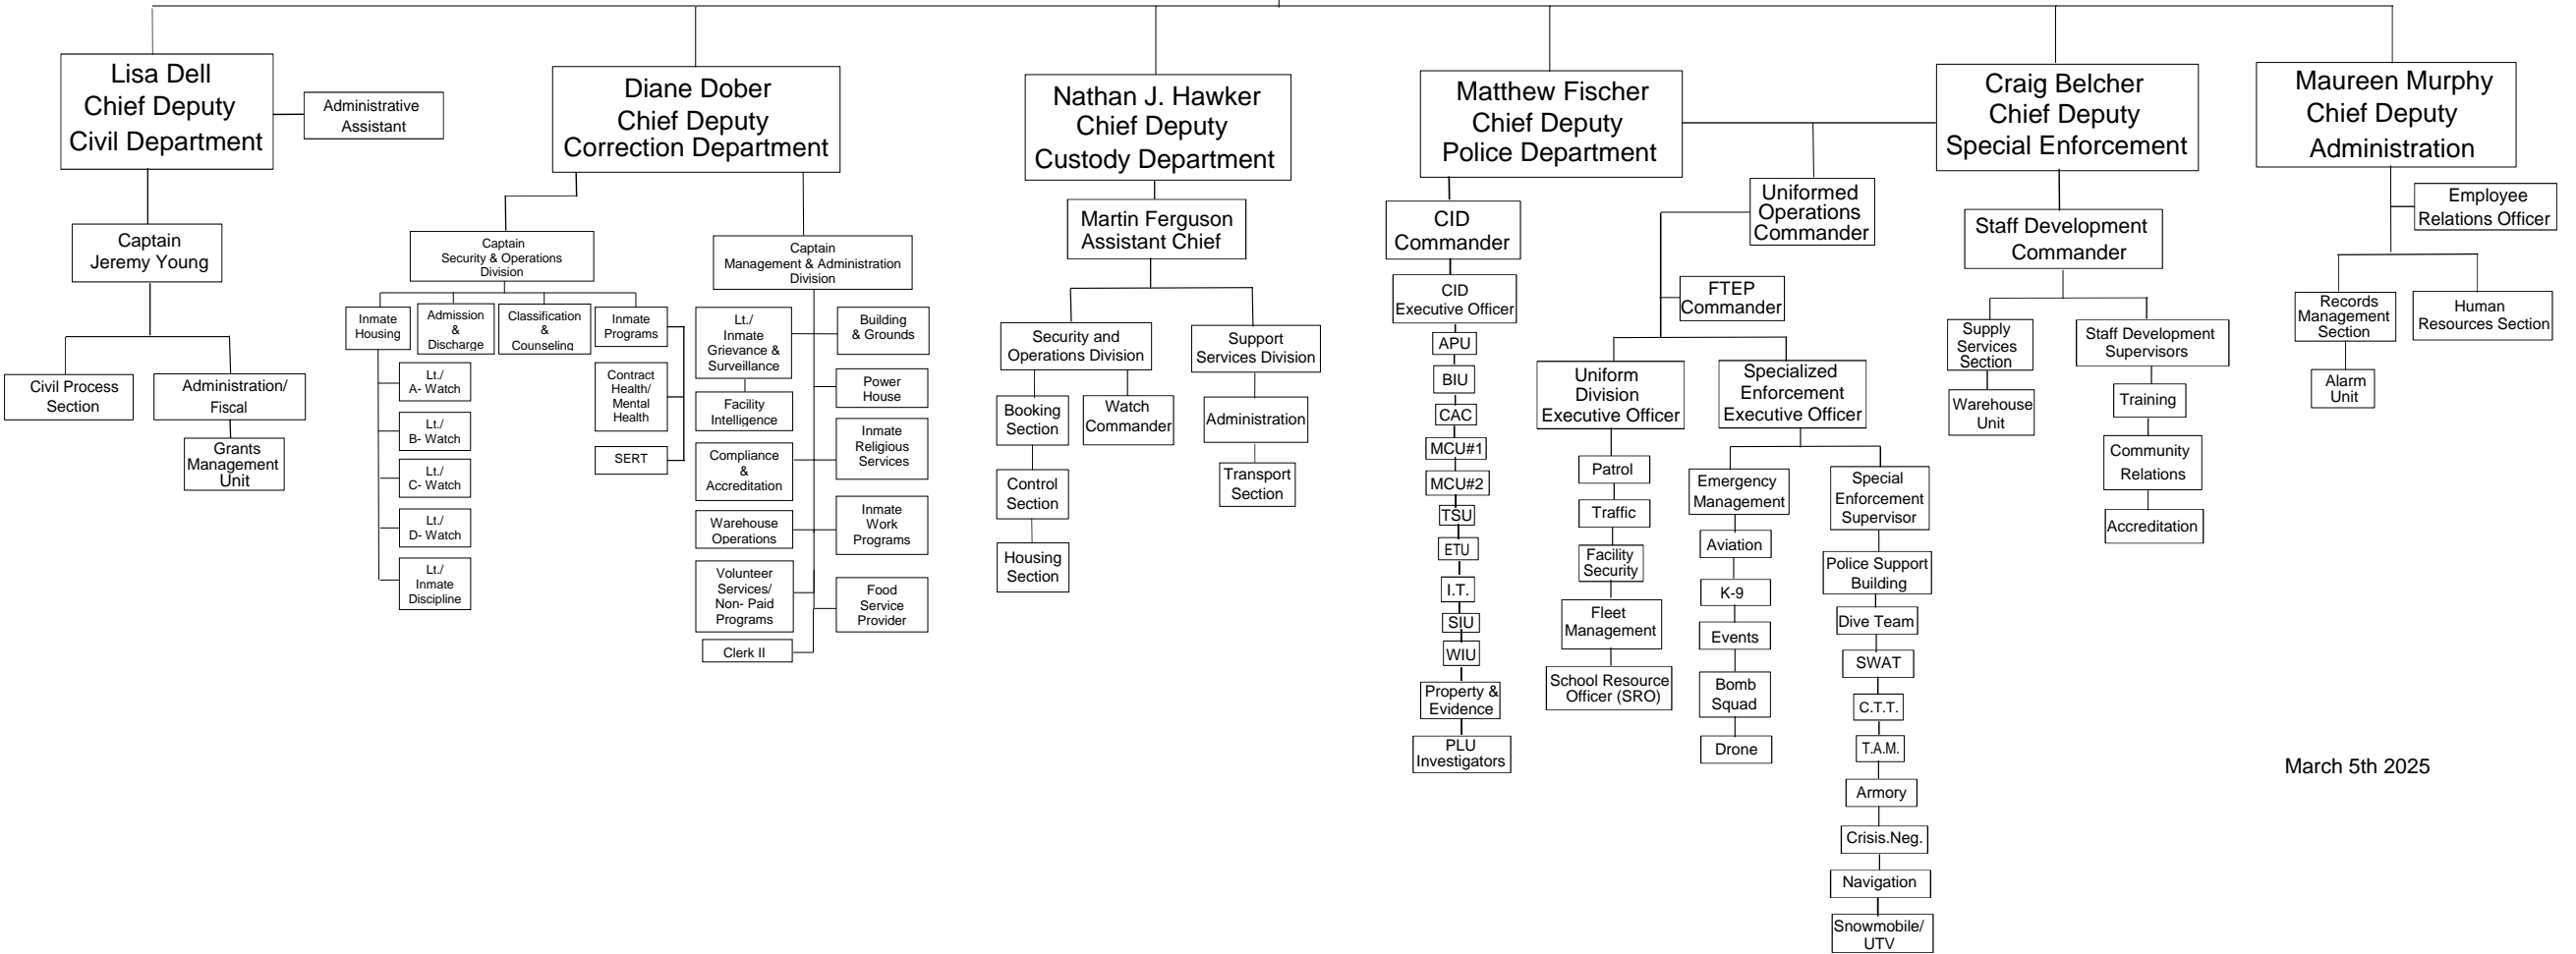 Lisa Dell
Chief Deputy
Civil Department
Administrative
Assistant
Captain
Jeremy Young
Civil Process
Section
Administration/
Fiscal
Grants
Management
Unit
Diane Dober
Chief Deputy
Correction Department
Captain
Security & Operations
Division
Inmate
Housing
Admission
&
Discharge
Classification
&
Counseling
Inmate
Programs
Lt./
A- Watch
Lt./
B- Watch
Lt./
C- Watch
Lt./
D- Watch
Lt./
Inmate
Discipline
Contract
Health/
Mental
Health
SERT
Captain
Management & Administration
Division
Lt./
Inmate
Grievance &
Surveillance
Facility
Intelligence
Compliance
&
Accreditation
Warehouse
Operations
Volunteer
Services/
Non- Paid
Programs
Clerk II
Building
& Grounds
Power
House
Inmate
Religious
Services
Inmate
Work
Programs
Food
Service
Provider
Nathan J. Hawker
Chief Deputy
Custody Department
Martin Ferguson
Assistant Chief
Security and
Operations Division
Booking
Section
Control
Section
Housing
Section
Watch
Commander
Support
Services Division
Administration
Transport
Section
Matthew Fischer
Chief Deputy
Police Department
CID
Commander
CID
Executive Officer
APU
BIU
CAC
MCU#1
MCU#2
TSU
ETU
I.T.
SIU
WIU
Property &
Evidence
PLU
Investigators
Uniformed
Operations
Commander
FTEP
Commander
Uniform
Division
Executive Officer
Patrol
Traffic
Facility
Security
Fleet
Management
School Resource
Officer (SRO)
Specialized
Enforcement
Executive Officer
Emergency
Management
Aviation
K-9
Events
Bomb
Squad
Drone
Special
Enforcement
Supervisor
Police Support
Building
Dive Team
SWAT
C.T.T.
T.A.M.
Armory
Crisis.Neg.
Navigation
Snowmobile/
UTV
Craig Belcher
Chief Deputy
Special Enforcement
Staff Development
Commander
Supply
Services
Section
Warehouse
Unit
Staff Development
Supervisors
Training
Community
Relations
Accreditation
Maureen Murphy
Chief Deputy
Administration
Employee
Relations Officer
Records
Management
Section
Alarm
Unit
Human
Resources Section
March 5th 2025